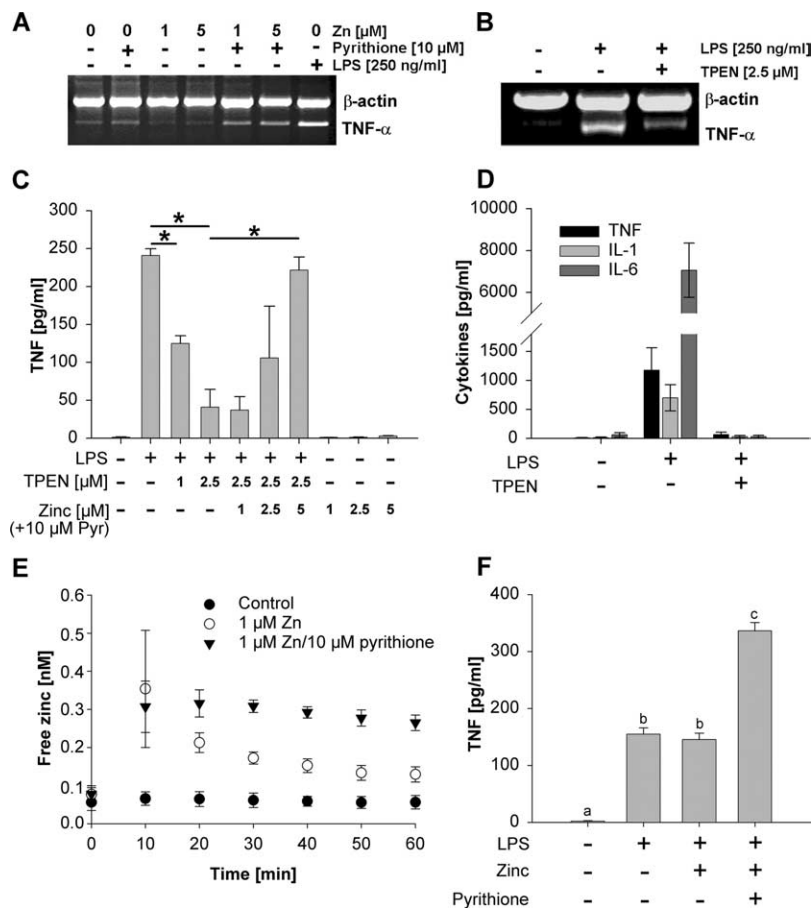 A
0 0 1 5 1 5 0 Zn [µM]
- + - - + + - Pyrithione [10 µM]
+ LPS [250 ng/ml]
β-actin
TNF-α
B
- + + LPS [250 ng/ml]
- - + TPEN [2.5 µM]
β-actin
TNF-α
C
TNF [pg/ml]
300
250
200
150
100
50
0
* * *
LPS - + + + + + + - - -
TPEN [µM] - - 1 2.5 2.5 2.5 2.5 - - -
Zinc [µM] - - - - 1 2.5 5 1 2.5 5
(+10 µM Pyr)
D
Cytokines [pg/ml]
10000
8000
6000
1500
1000
500
0
TNF
IL-1
IL-6
LPS - + +
TPEN - - +
E
Free zinc [nM]
0.6
0.5
0.4
0.3
0.2
0.1
0.0
Control
1 µM Zn
1 µM Zn/10 µM pyrithione
0 10 20 30 40 50 60
Time [min]
F
TNF [pg/ml]
400
300
200
100
0
a b b c
LPS - + + +
Zinc - - + +
Pyrithione - - - +